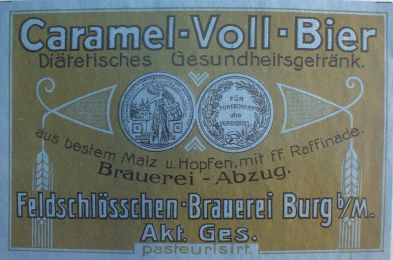 Caramel-Voll-Bier
Diätetisches Gesundheitsgetränk.
FÜR
FORTSCHRITT
UND
VERDIENST
aus bestem Malz u. Hopfen, mit ff. Raffinade.
Brauerei-Abzug.
Feldschlösschen-Brauerei Burg b/M.
Akt. Ges.
pasteurisirt.